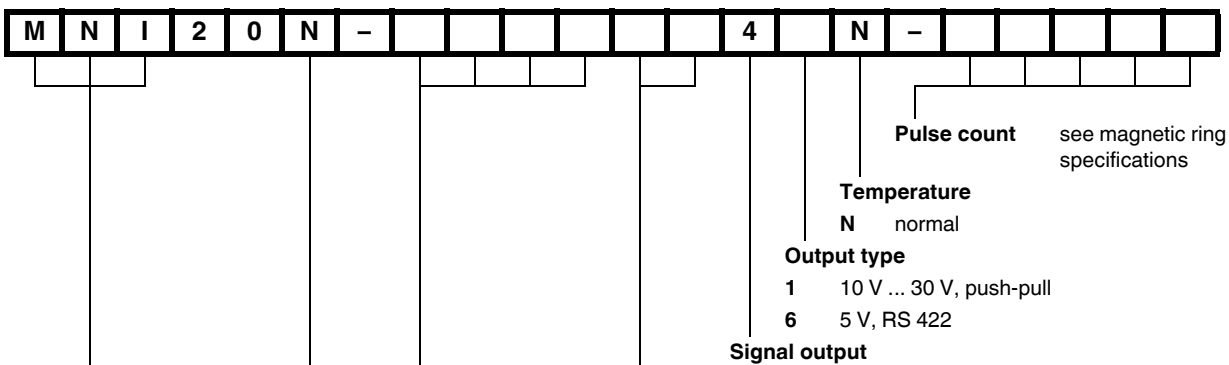 M N I 2 0 N – 4 N –
Pulse count see magnetic ring
specifications
Temperature
N normal
Output type
1 10 V ... 30 V, push-pull
6 5 V, RS 422
Signal output